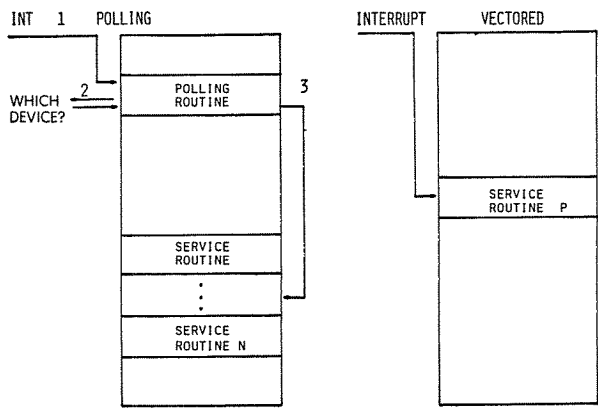 INT 1 POLLING
WHICH
DEVICE?
2
POLLING
ROUTINE
3
SERVICE
ROUTINE
SERVICE
ROUTINE N
INTERRUPT VECTORED
SERVICE
ROUTINE P